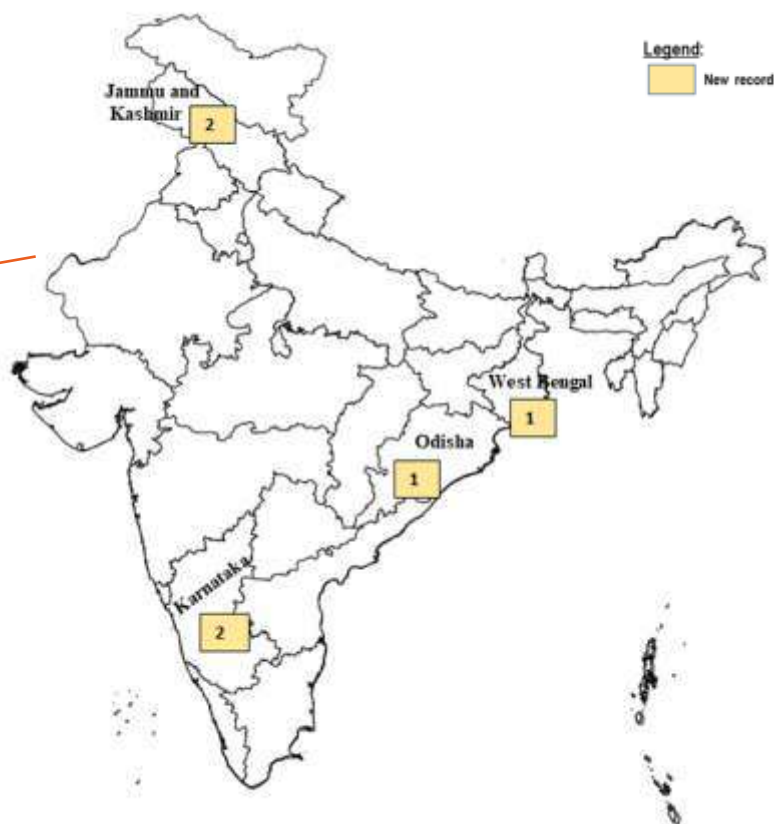 Legend:
New record
Jammu and
Kashmir
2
West Bengal
1
Odisha
1
Karnataka
2